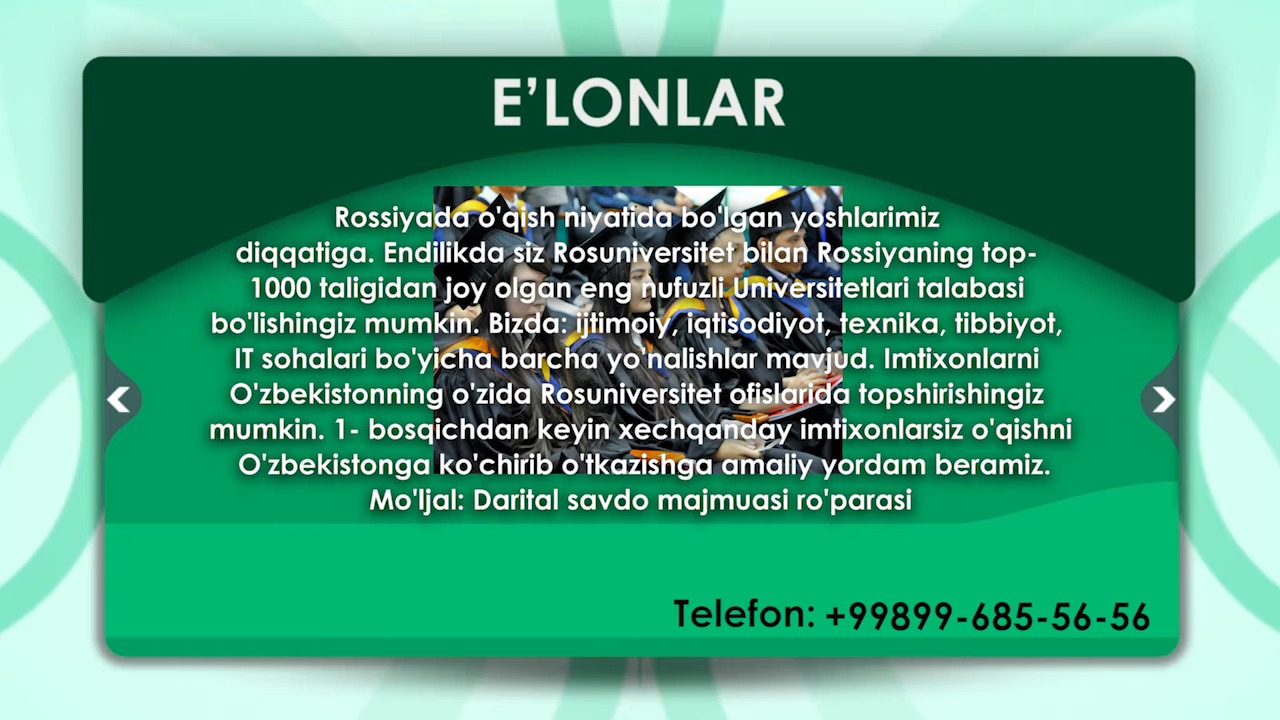 E’LONLAR
Rossiyada o'qish niyatida bo'lgan yoshlarimiz
diqqatiga. Endilikda siz Rosuniversitet bilan Rossiyaning top-
1000 taligidan joy olgan eng nufuzli Universitetlari talabasi
bo'lishingiz mumkin. Bizda: ijtimoiy, iqtisodiyot, texnika, tibbiyot,
IT sohalari bo'yicha barcha yo'nalishlar mavjud. Imtixonlarni
O'zbekistonning o'zida Rosuniversitet ofislarida topshirishingiz
mumkin. 1- bosqichdan keyin xechqanday imtixonlarsiz o'qishni
O'zbekistonga ko'chirib o'tkazishga amaliy yordam beramiz.
Mo'ljal: Darital savdo majmuasi ro'parasi
Telefon: +99899-685-56-56